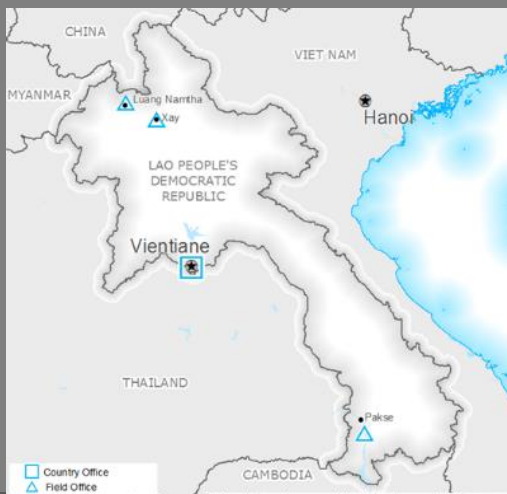 CHINA
VIET NAM
MYANMAR
Luang Namtha
Xay
Hanoi
LAO PEOPLE'S
DEMOCRATIC
REPUBLIC
Vientiane
THAILAND
Pakse
CAMBODIA
Country Office
Field Office